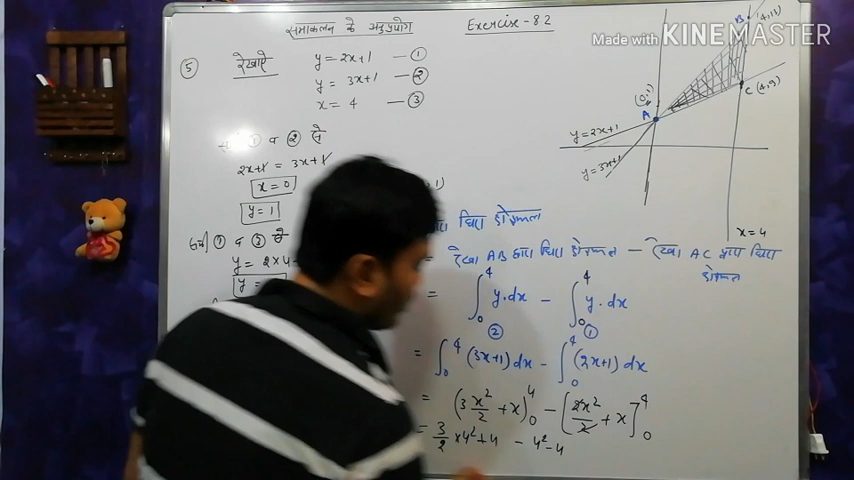 समाकलन के अनुप्रयोग Exercise-8.2
Made with KINEMASTER
⑤ रेखाएँ y = 2x+1 — ①
y = 3x+1 — ②
x = 4 — ③
① व ② से
2x+1 = 3x+1
x = 0
y = 1
① व ③ से
y = 2×4
y =
B (4,13)
C (4,9)
A
y = 2x+1
y = 3x+1
x = 4
घिरा क्षेत्रफल
= रेखा AB द्वारा घिरा क्षेत्रफल — रेखा AC द्वारा घिरा क्षेत्रफल
= ∫₀⁴ y.dx − ∫₀⁴ y.dx
② ①
= ∫₀⁴ (3x+1) dx − ∫₀⁴ (2x+1) dx
= (3x²/2 + x)₀⁴ − [2x²/2 + x]₀⁴
= 3/2 ×4²+4 − 4²−4